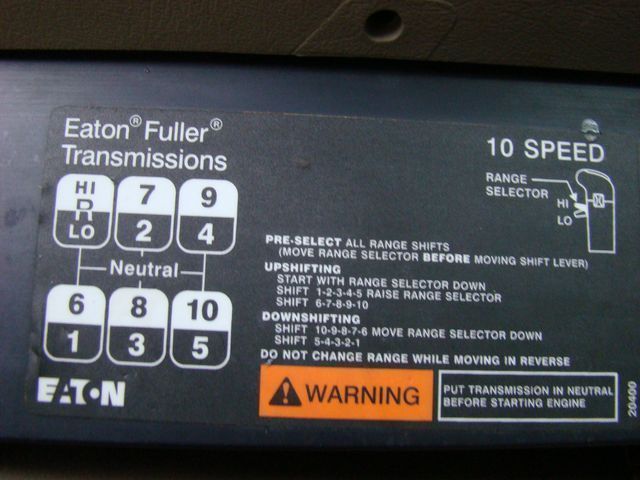 Eaton® Fuller®
Transmissions
10 SPEED
RANGE
SELECTOR
HI
LO
HI 7 9
R
LO 2 4
Neutral
6 8 10
1 3 5
PRE-SELECT ALL RANGE SHIFTS
(MOVE RANGE SELECTOR BEFORE MOVING SHIFT LEVER)
UPSHIFTING
START WITH RANGE SELECTOR DOWN
SHIFT 1-2-3-4-5 RAISE RANGE SELECTOR
SHIFT 6-7-8-9-10
DOWNSHIFTING
SHIFT 10-9-8-7-6 MOVE RANGE SELECTOR DOWN
SHIFT 5-4-3-2-1
DO NOT CHANGE RANGE WHILE MOVING IN REVERSE
EATON
WARNING
PUT TRANSMISSION IN NEUTRAL
BEFORE STARTING ENGINE
20400